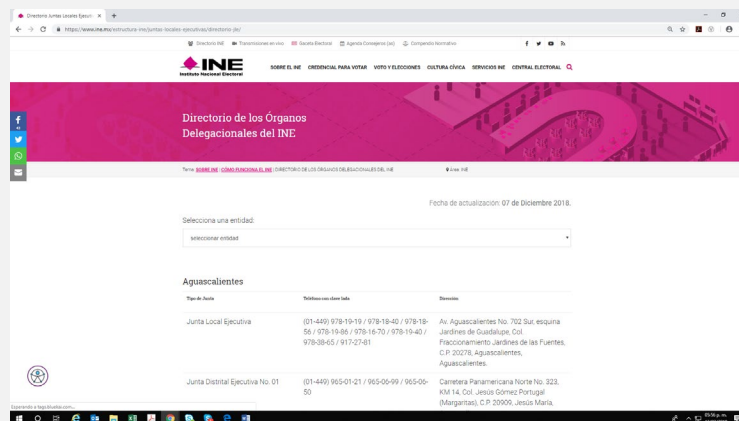 Directorio Juntas Locales Ejecuti
https://www.ine.mx/estructura-ine/juntas-locales-ejecutivas/directorio-jle/
Directorio INE Transmisiones en vivo Gaceta Electoral Agenda Consejeros (as) Compendio Normativo
INE
Instituto Nacional Electoral
SOBRE EL INE CREDENCIAL PARA VOTAR VOTO Y ELECCIONES CULTURA CÍVICA SERVICIOS INE CENTRAL ELECTORAL
Directorio de los Órganos
Delegacionales del INE
Tema: SOBRE INE | CÓMO FUNCIONA EL INE | DIRECTORIO DE LOS ÓRGANOS DELEGACIONALES DEL INE
Área: INE
Fecha de actualización: 07 de Diciembre 2018.
Selecciona una entidad:
seleccionar entidad
Aguascalientes
Tipo de Junta Teléfono con clave lada Dirección
Junta Local Ejecutiva
(01-449) 978-19-19 / 978-18-40 / 978-18-
56 / 978-19-86 / 978-16-70 / 978-19-40 /
978-38-65 / 917-27-81
Av. Aguascalientes No. 702 Sur, esquina
Jardines de Guadalupe, Col.
Fraccionamiento Jardines de las Fuentes,
C.P. 20278, Aguascalientes,
Aguascalientes.
Junta Distrital Ejecutiva No. 01
(01-449) 965-01-21 / 965-06-99 / 965-06-
50
Carretera Panamericana Norte No. 323,
KM 14, Col. Jesús Gómez Portugal
(Margaritas), C.P. 20909, Jesús María,
Esperando a tags.bluekai.com...
05:56 p. m.